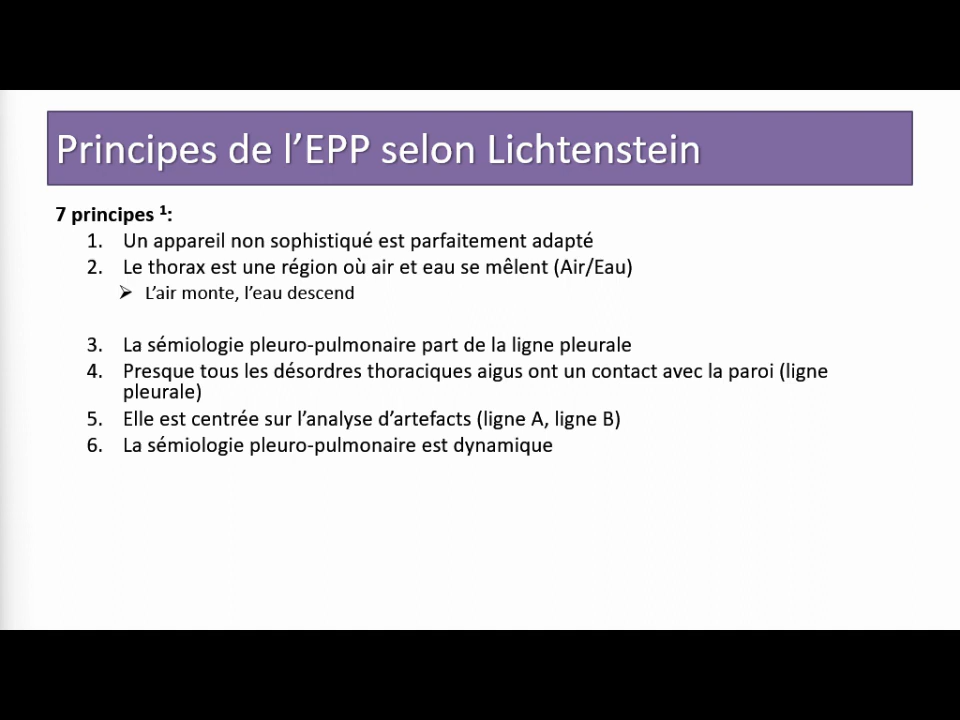 Principes de l’EPP selon Lichtenstein
7 principes ¹:
1. Un appareil non sophistiqué est parfaitement adapté
2. Le thorax est une région où air et eau se mêlent (Air/Eau)
➢ L’air monte, l’eau descend
3. La sémiologie pleuro-pulmonaire part de la ligne pleurale
4. Presque tous les désordres thoraciques aigus ont un contact avec la paroi (ligne
pleurale)
5. Elle est centrée sur l’analyse d’artefacts (ligne A, ligne B)
6. La sémiologie pleuro-pulmonaire est dynamique